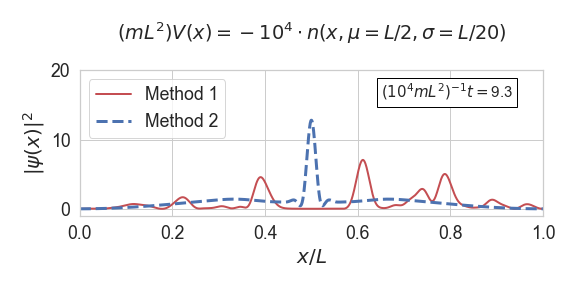 (mL²)V(x) = −10⁴ · n(x, μ = L/2, σ = L/20)
20
10
0
|ψ(x)|²
Method 1
Method 2
(10⁴mL²)⁻¹t = 9.3
0.0 0.2 0.4 0.6 0.8 1.0
x/L